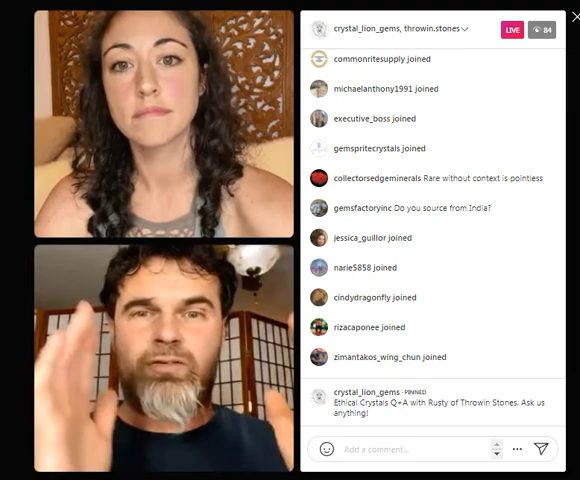 crystal_lion_gems, throwin.stones
LIVE
84
commonritesupply joined
michaelanthony1991 joined
executive_boss joined
gemspritecrystals joined
collectorsedgeminerals Rare without context is pointless
gemsfactoryinc Do you source from India?
jessica_guillor joined
narie5858 joined
cindydragonfly joined
rizacaponee joined
zimantakos_wing_chun joined
crystal_lion_gems · PINNED
Ethical Crystals Q+A with Rusty of Throwin Stones. Ask us
anything!
Add a comment...